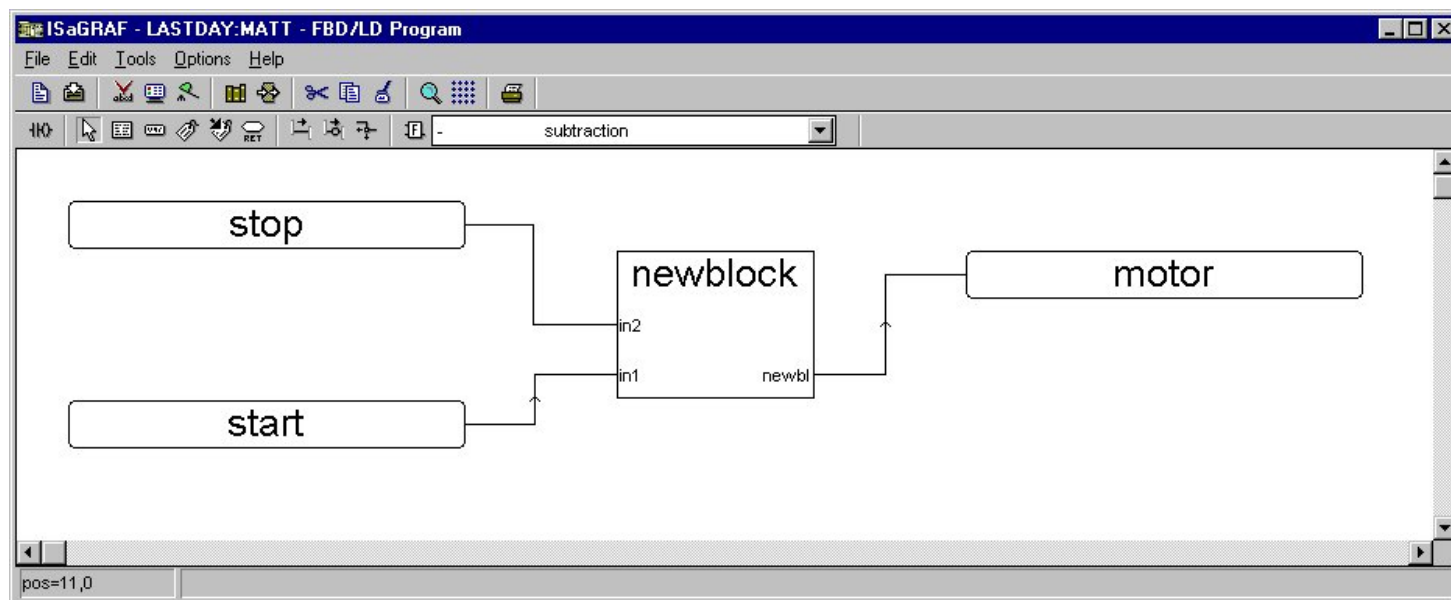 ISaGRAF - LASTDAY:MATT - FBD/LD Program
File Edit Tools Options Help
- subtraction
stop
newblock
motor
in2
in1 newbl
start
pos=11,0